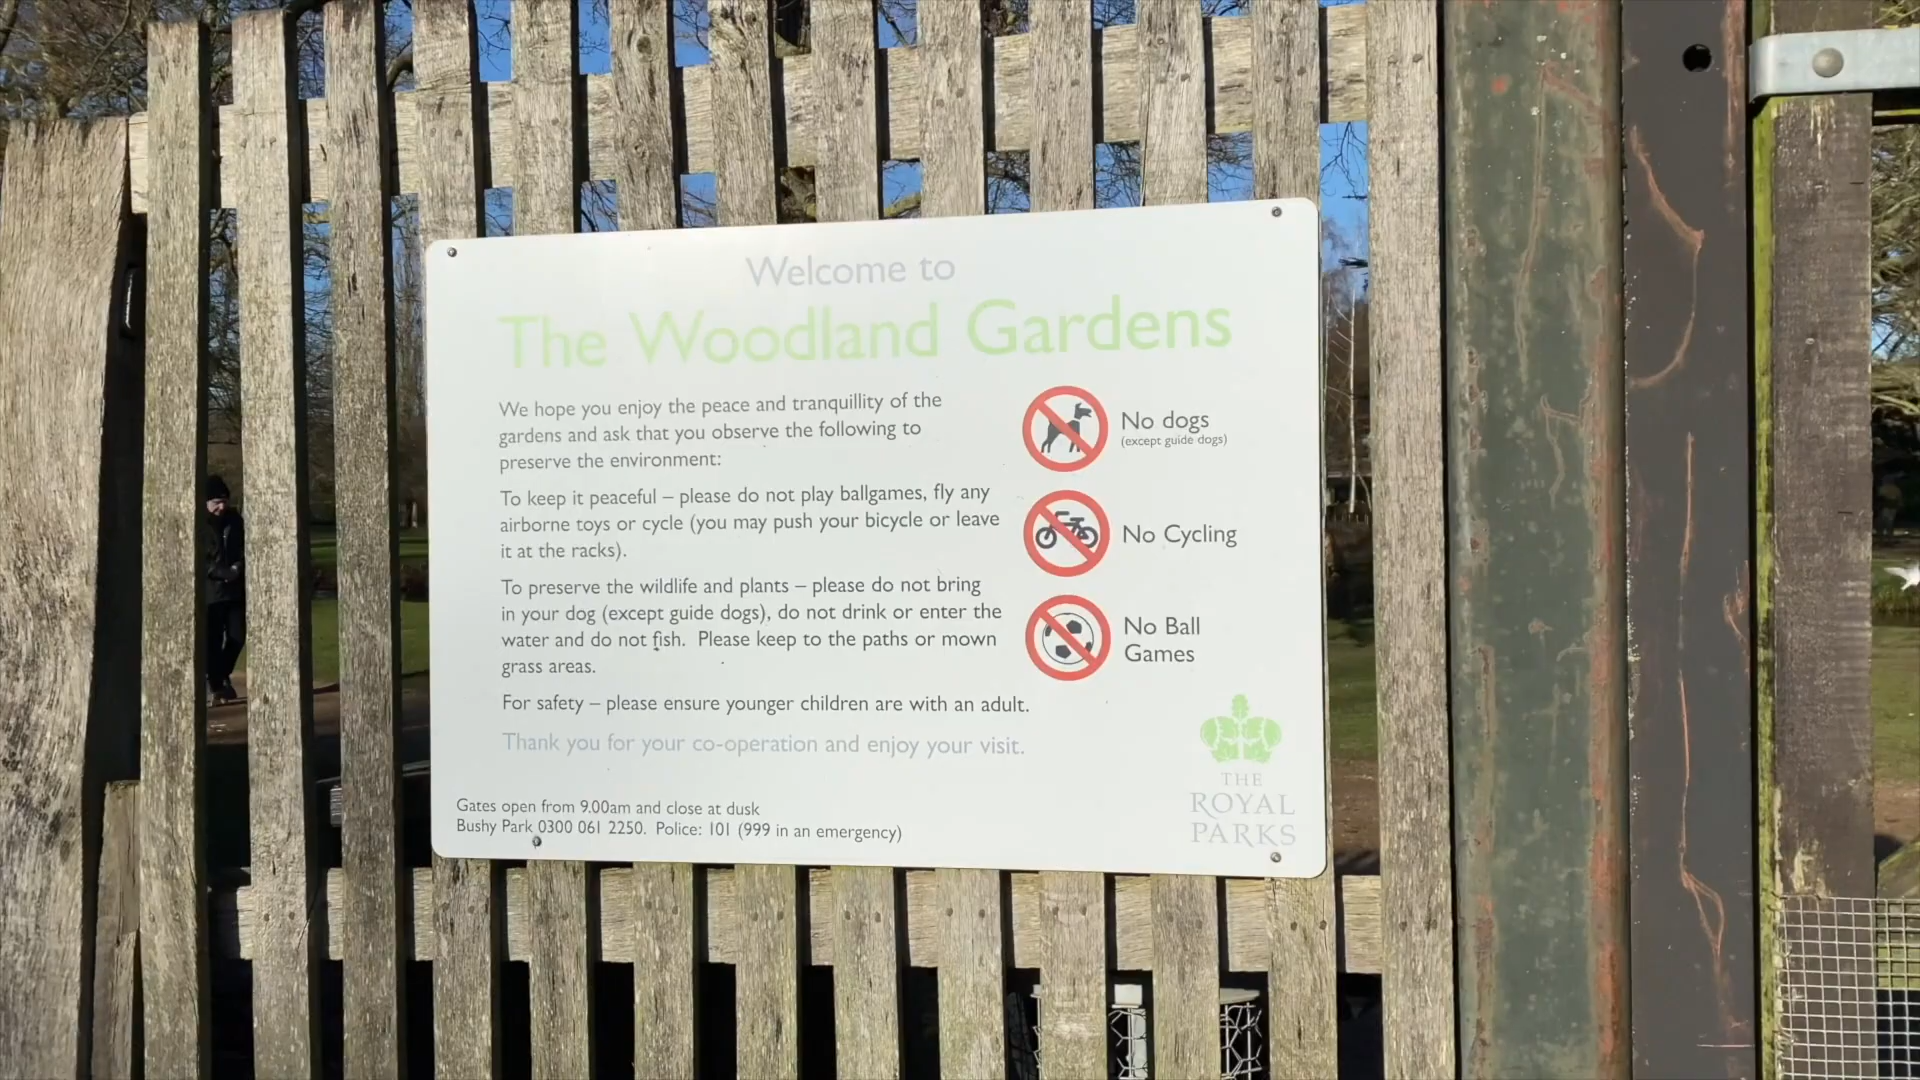 Welcome to
The Woodland Gardens
We hope you enjoy the peace and tranquillity of the
gardens and ask that you observe the following to
preserve the environment:
To keep it peaceful – please do not play ballgames, fly any
airborne toys or cycle (you may push your bicycle or leave
it at the racks).
To preserve the wildlife and plants – please do not bring
in your dog (except guide dogs), do not drink or enter the
water and do not fish. Please keep to the paths or mown
grass areas.
For safety – please ensure younger children are with an adult.
Thank you for your co-operation and enjoy your visit.
No dogs
(except guide dogs)
No Cycling
No Ball
Games
Gates open from 9.00am and close at dusk
Bushy Park 0300 061 2250. Police: 101 (999 in an emergency)
THE
ROYAL
PARKS